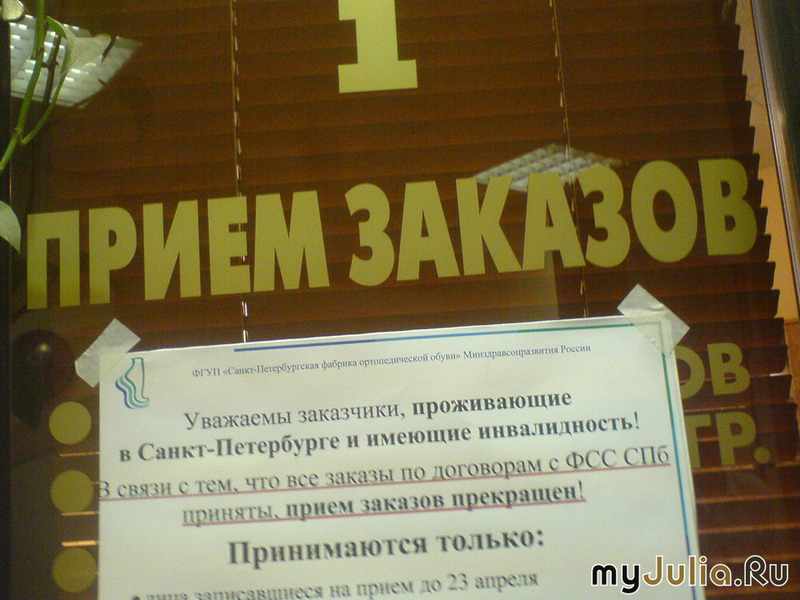 1
ПРИЕМ ЗАКАЗОВ
ФГУП «Санкт-Петербургская фабрика ортопедической обуви» Минздравсоцразвития России
Уважаемы заказчики, проживающие
в Санкт-Петербурге и имеющие инвалидность!
В связи с тем, что все заказы по договорам с ФСС СПб
приняты, прием заказов прекращен!
Принимаются только:
• лица записавшиеся на прием до 23 апреля
ОВ
ТР.
myJulia.Ru